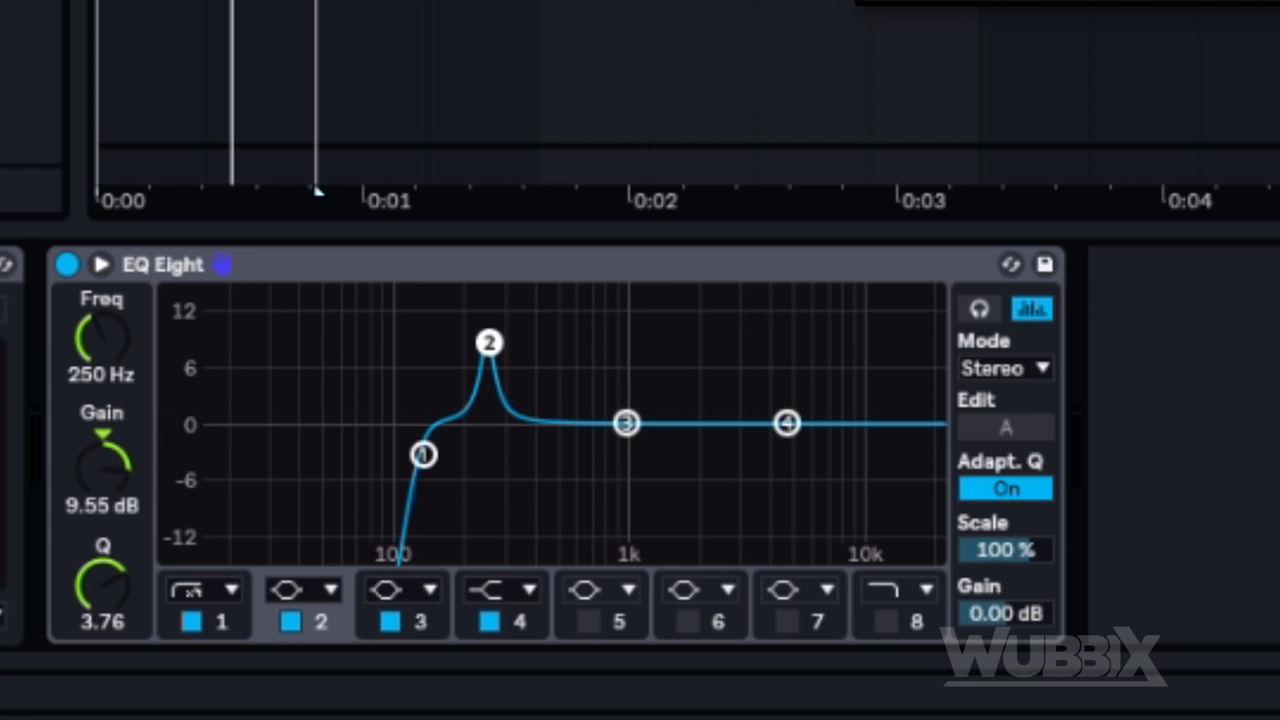 0:00 0:01 0:02 0:03 0:04
EQ Eight
Freq
250 Hz
Gain
9.55 dB
Q
3.76
12
6
0
-6
-12
100 1k 10k
1
2
3
4
1 2 3 4 5 6 7 8
Mode
Stereo
Edit
A
Adapt. Q
On
Scale
100 %
Gain
0.00 dB
WUBBIX